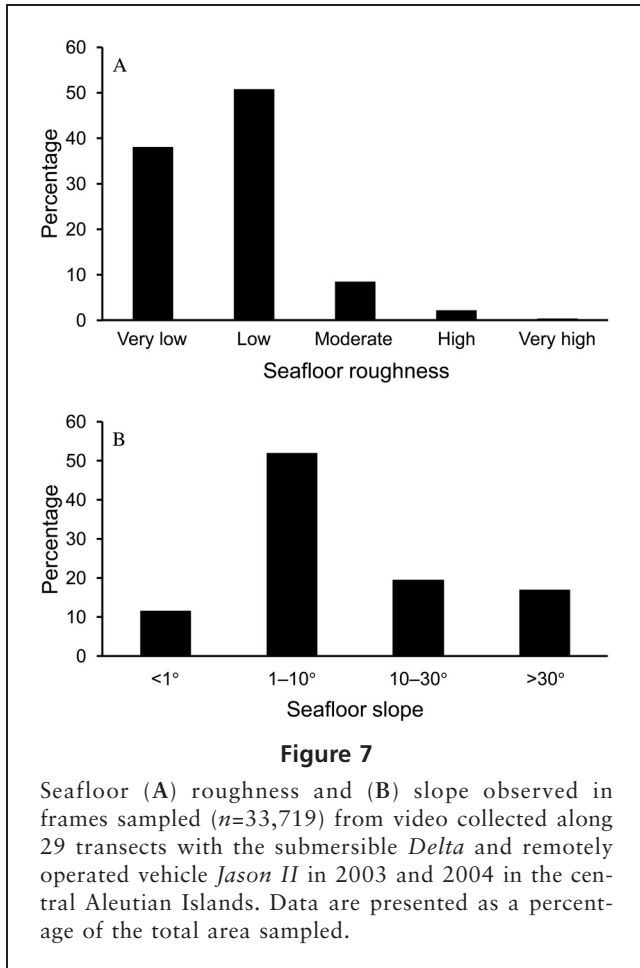 A
60
50
40
30
20
10
0
Percentage
Very low Low Moderate High Very high
Seafloor roughness
B
60
50
40
30
20
10
0
Percentage
<1° 1–10° 10–30° >30°
Seafloor slope
Figure 7
Seafloor (A) roughness and (B) slope observed in
frames sampled (n=33,719) from video collected along
29 transects with the submersible Delta and remotely
operated vehicle Jason II in 2003 and 2004 in the cen-
tral Aleutian Islands. Data are presented as a percent-
age of the total area sampled.